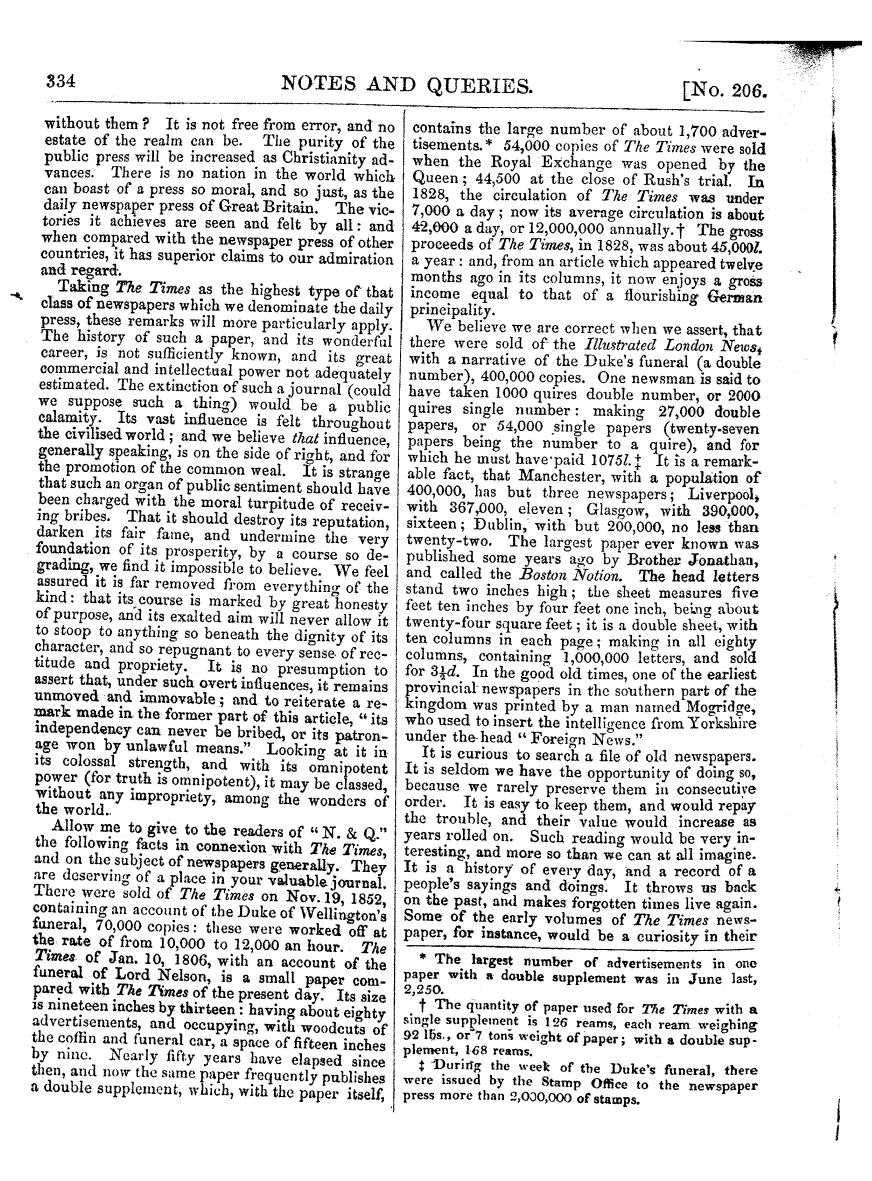 334 NOTES AND QUERIES. [No. 206.
without them? It is not free from error, and no
estate of the realm can be. The purity of the
public press will be increased as Christianity ad-
vances. There is no nation in the world which
can boast of a press so moral, and so just, as the
daily newspaper press of Great Britain. The vic-
tories it achieves are seen and felt by all: and
when compared with the newspaper press of other
countries, it has superior claims to our admiration
and regard.
Taking The Times as the highest type of that
class of newspapers which we denominate the daily
press, these remarks will more particularly apply.
The history of such a paper, and its wonderful
career, is not sufficiently known, and its great
commercial and intellectual power not adequately
estimated. The extinction of such a journal (could
we suppose such a thing) would be a public
calamity. Its vast influence is felt throughout
the civilised world; and we believe that influence,
generally speaking, is on the side of right, and for
the promotion of the common weal. It is strange
that such an organ of public sentiment should have
been charged with the moral turpitude of receiv-
ing bribes. That it should destroy its reputation,
darken its fair fame, and undermine the very
foundation of its prosperity, by a course so de-
grading, we find it impossible to believe. We feel
assured it is far removed from everything of the
kind: that its course is marked by great honesty
of purpose, and its exalted aim will never allow it
to stoop to anything so beneath the dignity of its
character, and so repugnant to every sense of rec-
titude and propriety. It is no presumption to
assert that, under such overt influences, it remains
unmoved and immovable; and to reiterate a re-
mark made in the former part of this article, "its
independency can never be bribed, or its patron-
age won by unlawful means." Looking at it in
its colossal strength, and with its omnipotent
power (for truth is omnipotent), it may be classed,
without any impropriety, among the wonders of
the world.
Allow me to give to the readers of "N. & Q."
the following facts in connexion with The Times,
and on the subject of newspapers generally. They
are deserving of a place in your valuable journal.
There were sold of The Times on Nov. 19, 1852,
containing an account of the Duke of Wellington's
funeral, 70,000 copies: these were worked off at
the rate of from 10,000 to 12,000 an hour. The
Times of Jan. 10, 1806, with an account of the
funeral of Lord Nelson, is a small paper com-
pared with The Times of the present day. Its size
is nineteen inches by thirteen: having about eighty
advertisements, and occupying, with woodcuts of
the coffin and funeral car, a space of fifteen inches
by nine. Nearly fifty years have elapsed since
then, and now the same paper frequently publishes
a double supplement, which, with the paper itself,
contains the large number of about 1,700 adver-
tisements.* 54,000 copies of The Times were sold
when the Royal Exchange was opened by the
Queen; 44,500 at the close of Rush's trial. In
1828, the circulation of The Times was under
7,000 a day; now its average circulation is about
42,000 a day, or 12,000,000 annually.† The gross
proceeds of The Times, in 1828, was about 45,000l.
a year: and, from an article which appeared twelve
months ago in its columns, it now enjoys a gross
income equal to that of a flourishing German
principality.
We believe we are correct when we assert, that
there were sold of the Illustrated London News,
with a narrative of the Duke's funeral (a double
number), 400,000 copies. One newsman is said to
have taken 1000 quires double number, or 2000
quires single number: making 27,000 double
papers, or 54,000 single papers (twenty-seven
papers being the number to a quire), and for
which he must have paid 1075l.‡ It is a remark-
able fact, that Manchester, with a population of
400,000, has but three newspapers; Liverpool,
with 367,000, eleven; Glasgow, with 390,000,
sixteen; Dublin, with but 200,000, no less than
twenty-two. The largest paper ever known was
published some years ago by Brother Jonathan,
and called the Boston Notion. The head letters
stand two inches high; the sheet measures five
feet ten inches by four feet one inch, being about
twenty-four square feet; it is a double sheet, with
ten columns in each page; making in all eighty
columns, containing 1,000,000 letters, and sold
for 3½d. In the good old times, one of the earliest
provincial newspapers in the southern part of the
kingdom was printed by a man named Mogridge,
who used to insert the intelligence from Yorkshire
under the head "Foreign News."
It is curious to search a file of old newspapers.
It is seldom we have the opportunity of doing so,
because we rarely preserve them in consecutive
order. It is easy to keep them, and would repay
the trouble, and their value would increase as
years rolled on. Such reading would be very in-
teresting, and more so than we can at all imagine.
It is a history of every day, and a record of a
people's sayings and doings. It throws us back
on the past, and makes forgotten times live again.
Some of the early volumes of The Times news-
paper, for instance, would be a curiosity in their
* The largest number of advertisements in one
paper with a double supplement was in June last,
2,250.
† The quantity of paper used for The Times with a
single supplement is 126 reams, each ream weighing
92 lbs., or 7 tons weight of paper; with a double sup-
plement, 168 reams.
‡ During the week of the Duke's funeral, there
were issued by the Stamp Office to the newspaper
press more than 2,000,000 of stamps.